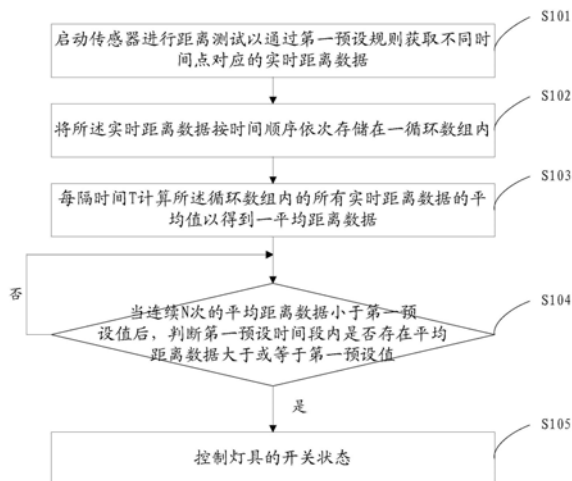 S101
启动传感器进行距离测试以通过第一预设规则获取不同时
间点对应的实时距离数据
S102
将所述实时距离数据按时间顺序依次存储在一循环数组内
S103
每隔时间T计算所述循环数组内的所有实时距离数据的平
均值以得到一平均距离数据
否
S104
当连续N次的平均距离数据小于第一预
设值后，判断第一预设时间段内是否存在平均
距离数据大于或等于第一预设值
是
S105
控制灯具的开关状态